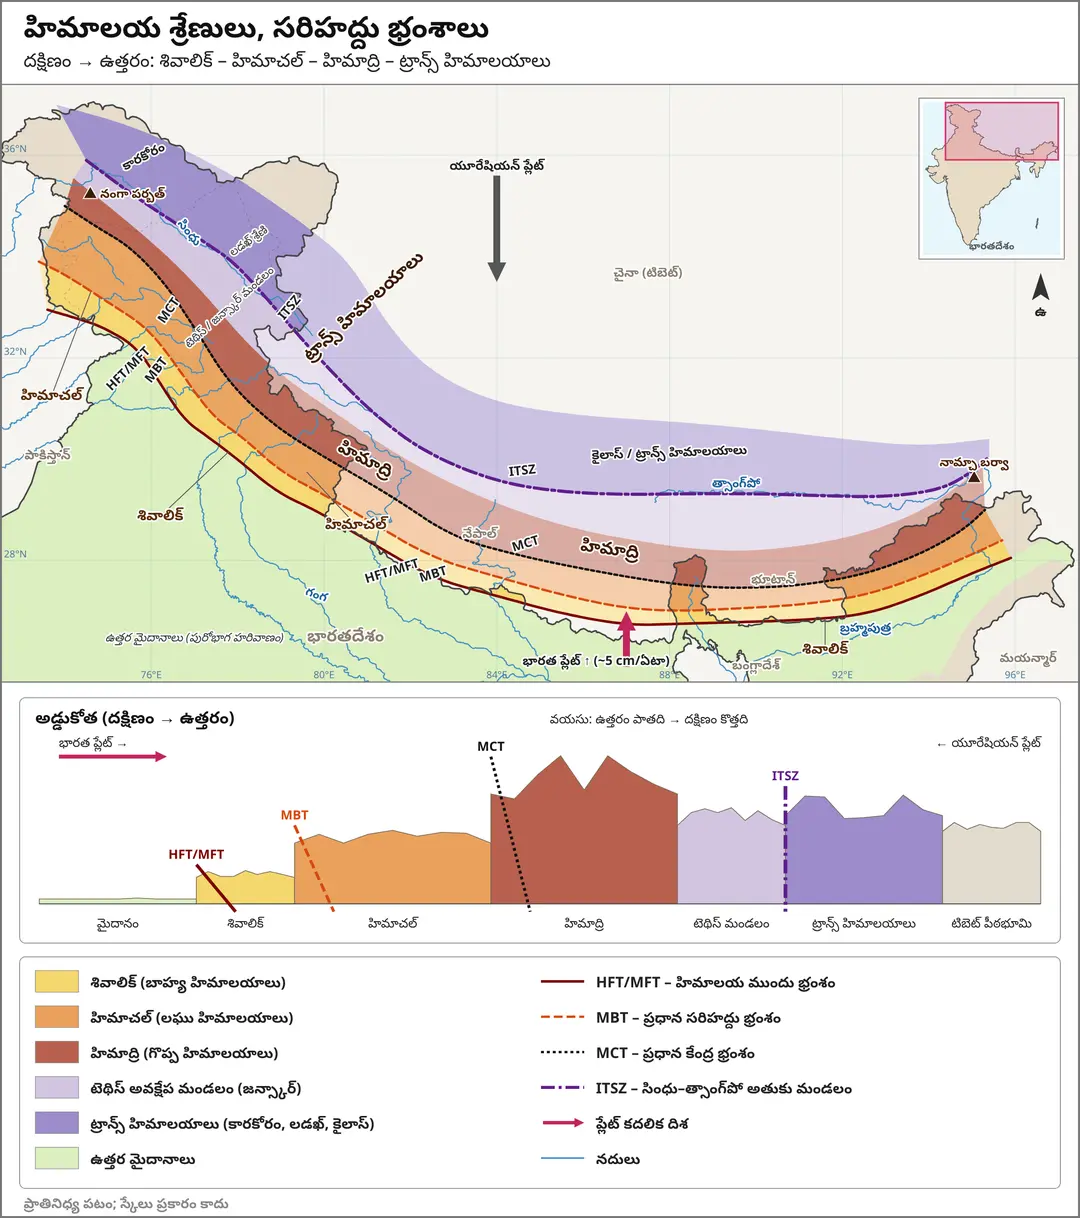 హిమాలయ శ్రేణులు, సరిహద్దు భ్రంశాలు
దక్షిణం → ఉత్తరం: శివాలిక్ – హిమాచల్ – హిమాద్రి – ట్రాన్స్ హిమాలయాలు
36°N
32°N
28°N
76°E
80°E
84°E
88°E
92°E
96°E
కారకోరం
నంగా పర్బత్
సింధు
లడఖ్ శ్రేణి
టెథిస్ / జన్స్కార్ మండలం
ITSZ
ట్రాన్స్ హిమాలయాలు
యూరేషియన్ ప్లేట్
చైనా (టిబెట్)
భారతదేశం
ఉ
MCT
HFT/MFT
MBT
హిమాచల్
పాకిస్తాన్
శివాలిక్
హిమాద్రి
హిమాచల్
ITSZ
కైలాస్ / ట్రాన్స్ హిమాలయాలు
త్సాంగ్‌పో
నామ్చా బర్వా
నేపాల్
MCT
హిమాద్రి
భూటాన్
HFT/MFT
MBT
గంగ
ఉత్తర మైదానాలు (పురోభాగ హరివాణం)
భారతదేశం
భారత ప్లేట్ ↑ (~5 cm/ఏటా)
బ్రహ్మపుత్ర
శివాలిక్
బంగ్లాదేశ్
మయన్మార్
అడ్డుకోత (దక్షిణం → ఉత్తరం)
వయసు: ఉత్తరం పాతది → దక్షిణం కొత్తది
భారత ప్లేట్ →
← యూరేషియన్ ప్లేట్
HFT/MFT
MBT
MCT
ITSZ
మైదానం
శివాలిక్
హిమాచల్
హిమాద్రి
టెథిస్ మండలం
ట్రాన్స్ హిమాలయాలు
టిబెట్ పీఠభూమి
శివాలిక్ (బాహ్య హిమాలయాలు)
హిమాచల్ (లఘు హిమాలయాలు)
హిమాద్రి (గొప్ప హిమాలయాలు)
టెథిస్ అవక్షేప మండలం (జన్స్కార్)
ట్రాన్స్ హిమాలయాలు (కారకోరం, లడఖ్, కైలాస్)
ఉత్తర మైదానాలు
HFT/MFT – హిమాలయ ముందు భ్రంశం
MBT – ప్రధాన సరిహద్దు భ్రంశం
MCT – ప్రధాన కేంద్ర భ్రంశం
ITSZ – సింధు–త్సాంగ్‌పో అతుకు మండలం
ప్లేట్ కదలిక దిశ
నదులు
ప్రాతినిధ్య పటం; స్కేలు ప్రకారం కాదు